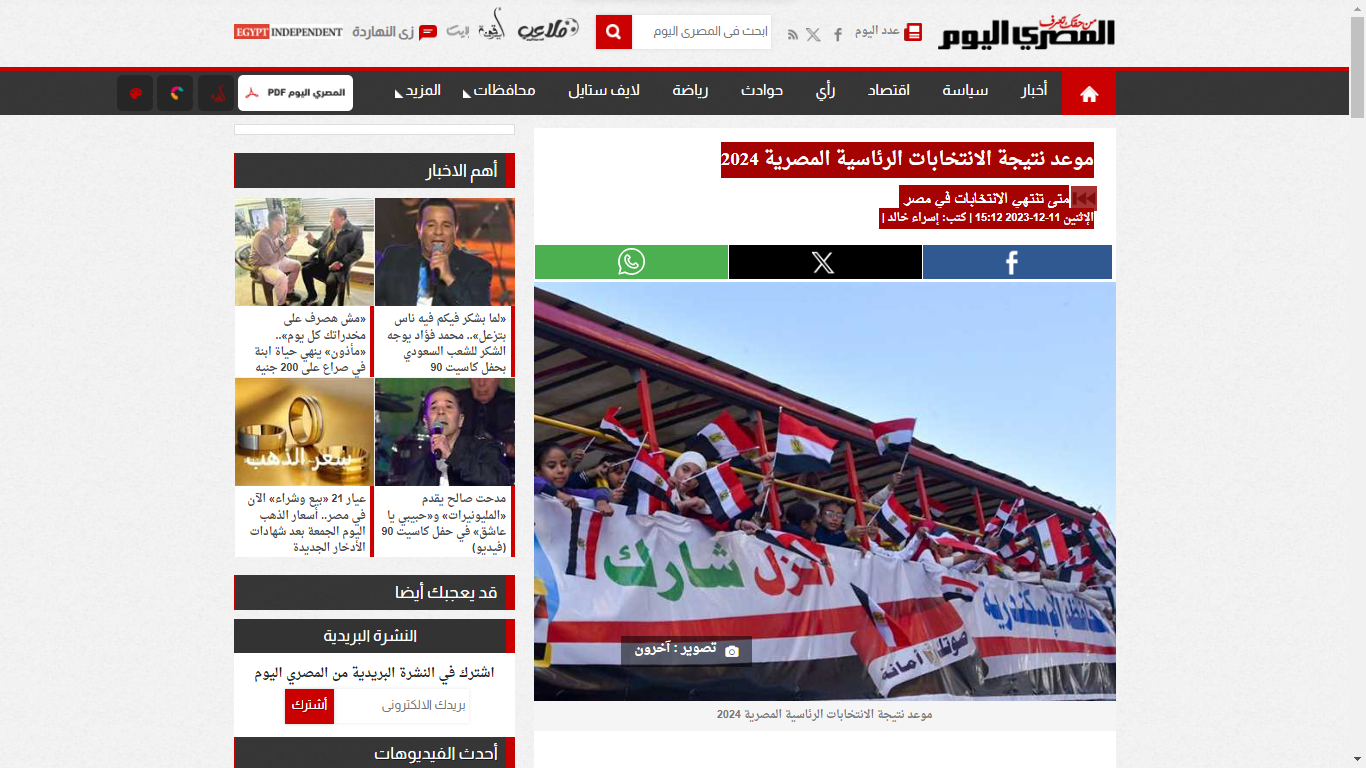 من حقك تعرف
المصري اليوم
عدد اليوم
ابحث فى المصرى اليوم
ملاعب
أيقونة
زى النهاردة
EGYPT INDEPENDENT
أخبار
سياسة
اقتصاد
رأي
حوادث
رياضة
لايف ستايل
محافظات
المزيد
المصري اليوم PDF
موعد نتيجة الانتخابات الرئاسية المصرية 2024
متى تنتهي الانتخابات في مصر
الإثنين 11-12-2023 15:12 | كتب: إسراء خالد |
انزل شارك
محافظة الإسكندرية
صوتك أمانة
تصوير : آخرون
موعد نتيجة الانتخابات الرئاسية المصرية 2024
أهم الاخبار
«لما بشكر فيكم فيه ناس
بتزعل».. محمد فؤاد يوجه
الشكر للشعب السعودي
بحفل كاسيت 90
«مش هصرف على
مخدراتك كل يوم»..
«مأذون» ينهي حياة ابنة
في صراع على 200 جنيه
مدحت صالح يقدم
«المليونيرات» و«حبيبي يا
عاشق» في حفل كاسيت 90
(فيديو)
سعر الذهب
عيار 21 «بيع وشراء» الآن
في مصر.. أسعار الذهب
اليوم الجمعة بعد شهادات
الأدخار الجديدة
قد يعجبك أيضا
النشرة البريدية
اشترك في النشرة البريدية من المصري اليوم
بريدك الالكترونى
أشترك
أحدث الفيديوهات